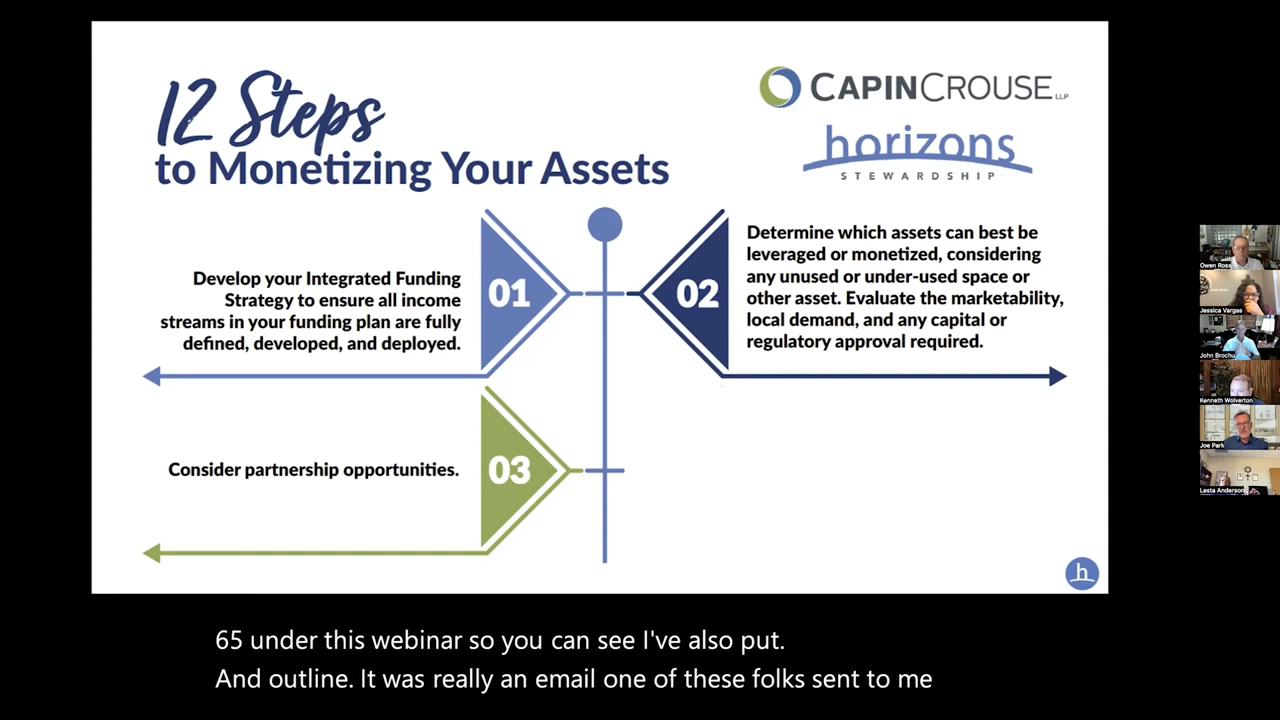 12 Steps
to Monetizing Your Assets
CAPINCROUSE LLP
horizons
STEWARDSHIP
Develop your Integrated Funding
Strategy to ensure all income
streams in your funding plan are fully
defined, developed, and deployed.
01
02
Determine which assets can best be
leveraged or monetized, considering
any unused or under-used space or
other asset. Evaluate the marketability,
local demand, and any capital or
regulatory approval required.
Consider partnership opportunities.
03
h
Owen Ross
Jessica Vargas
John Brochu
Kenneth Wolverton
Joe Park
Lesta Anderson
65 under this webinar so you can see I've also put.
And outline. It was really an email one of these folks sent to me